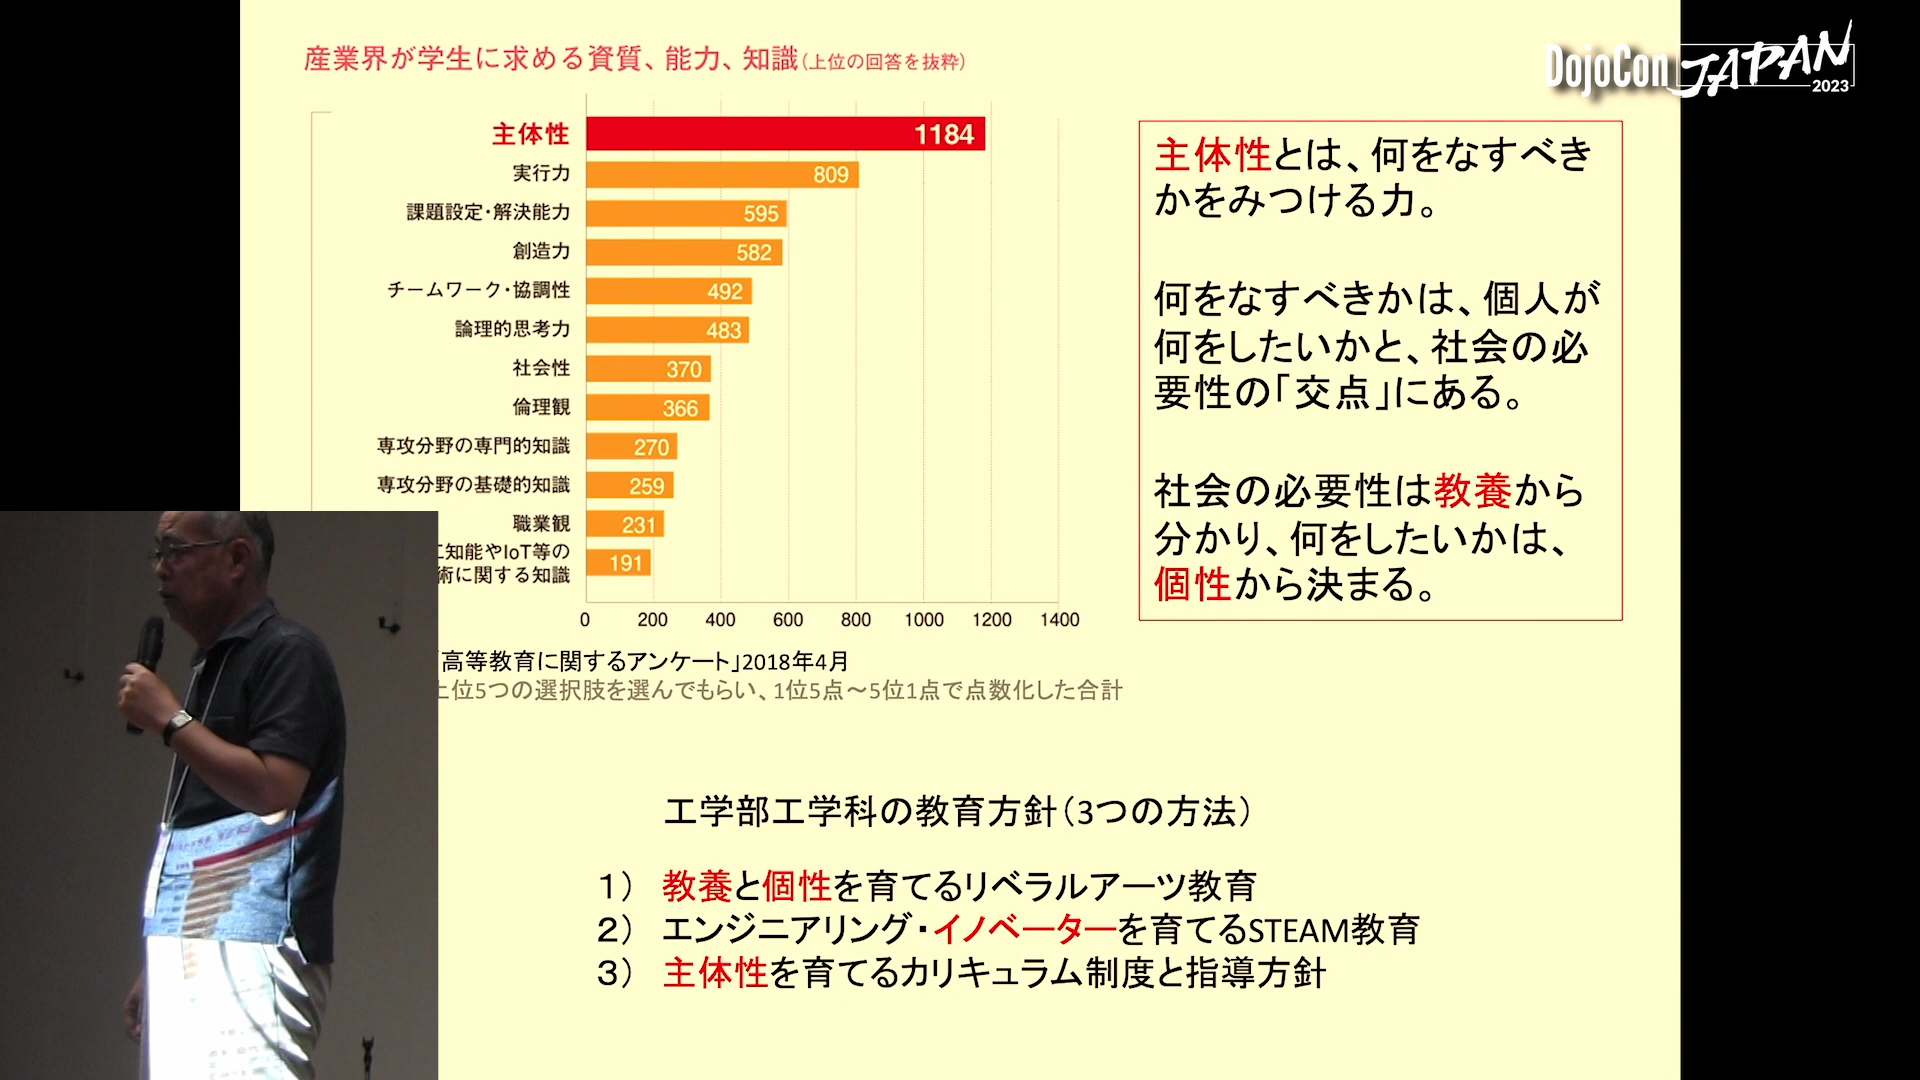 産業界が学生に求める資質、能力、知識(上位の回答を抜粋)
DojoCon JAPAN 2023
主体性 1184
実行力 809
課題設定・解決能力 595
創造力 582
チームワーク・協調性 492
論理的思考力 483
社会性 370
倫理観 366
専攻分野の専門的知識 270
専攻分野の基礎的知識 259
職業観 231
知能やIoT等の
術に関する知識 191
0 200 400 600 800 1000 1200 1400
「高等教育に関するアンケート」2018年4月
上位5つの選択肢を選んでもらい、1位5点～5位1点で点数化した合計
主体性とは、何をなすべき
かをみつける力。
何をなすべきかは、個人が
何をしたいかと、社会の必
要性の「交点」にある。
社会の必要性は教養から
分かり、何をしたいかは、
個性から決まる。
工学部工学科の教育方針(3つの方法)
1) 教養と個性を育てるリベラルアーツ教育
2) エンジニアリング・イノベーターを育てるSTEAM教育
3) 主体性を育てるカリキュラム制度と指導方針